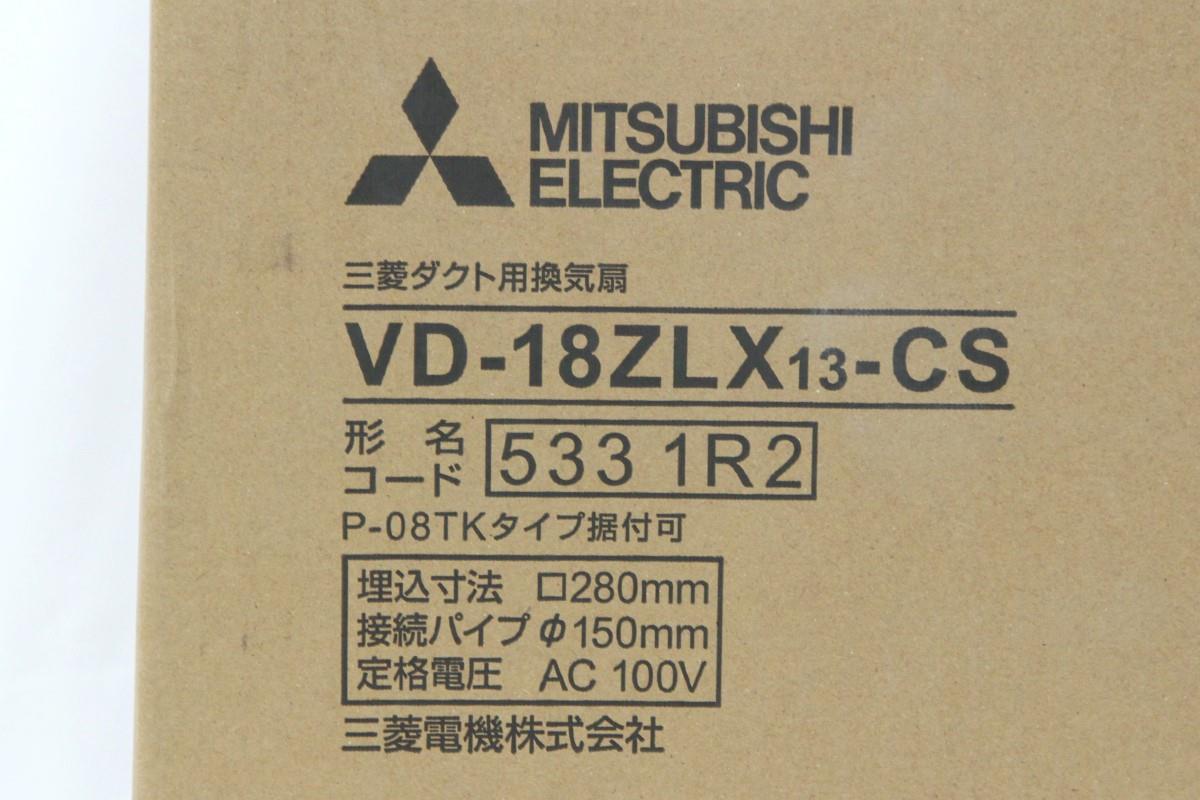 MITSUBISHI
ELECTRIC
三菱ダクト用換気扇
VD-18ZLX13-CS
形 名
コード
533 1R2
P-08TKタイプ据付可
埋込寸法 □280mm
接続パイプ φ150mm
定格電圧 AC 100V
三菱電機株式会社